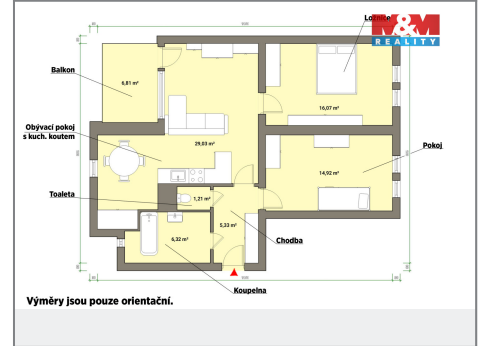 Ložnice
M&M
REALITY
Balkon
6,81 m²
16,07 m²
Obývací pokoj
s kuch. koutem
29,03 m²
Pokoj
14,92 m²
Toaleta
1,21 m²
5,33 m²
Chodba
6,32 m²
Koupelna
Výměry jsou pouze orientační.